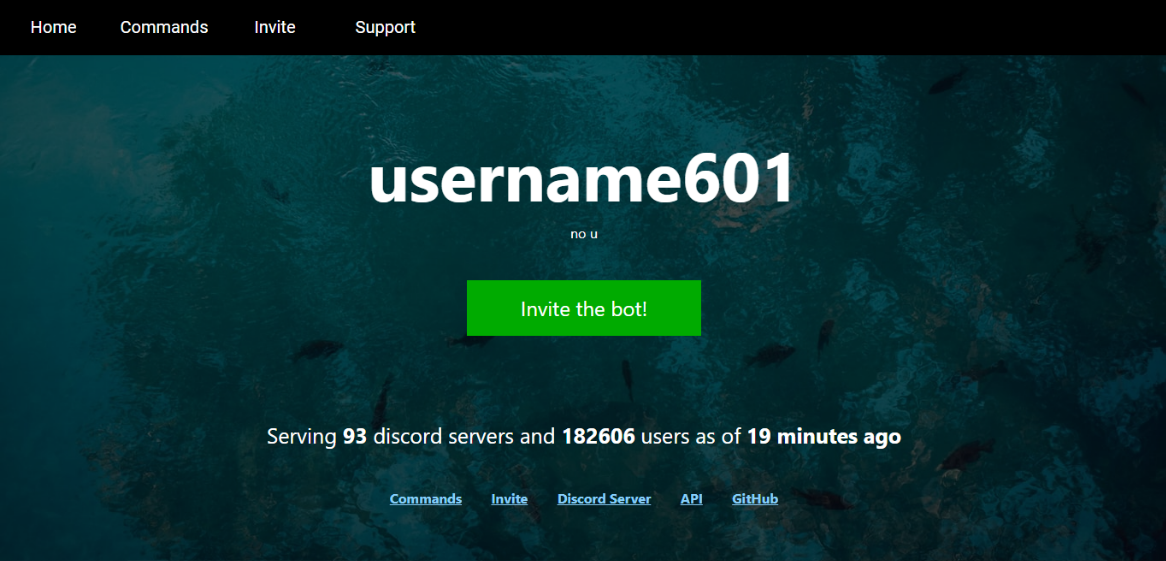 Home Commands Invite Support
username601
no u
Invite the bot!
Serving 93 discord servers and 182606 users as of 19 minutes ago
Commands Invite Discord Server API GitHub